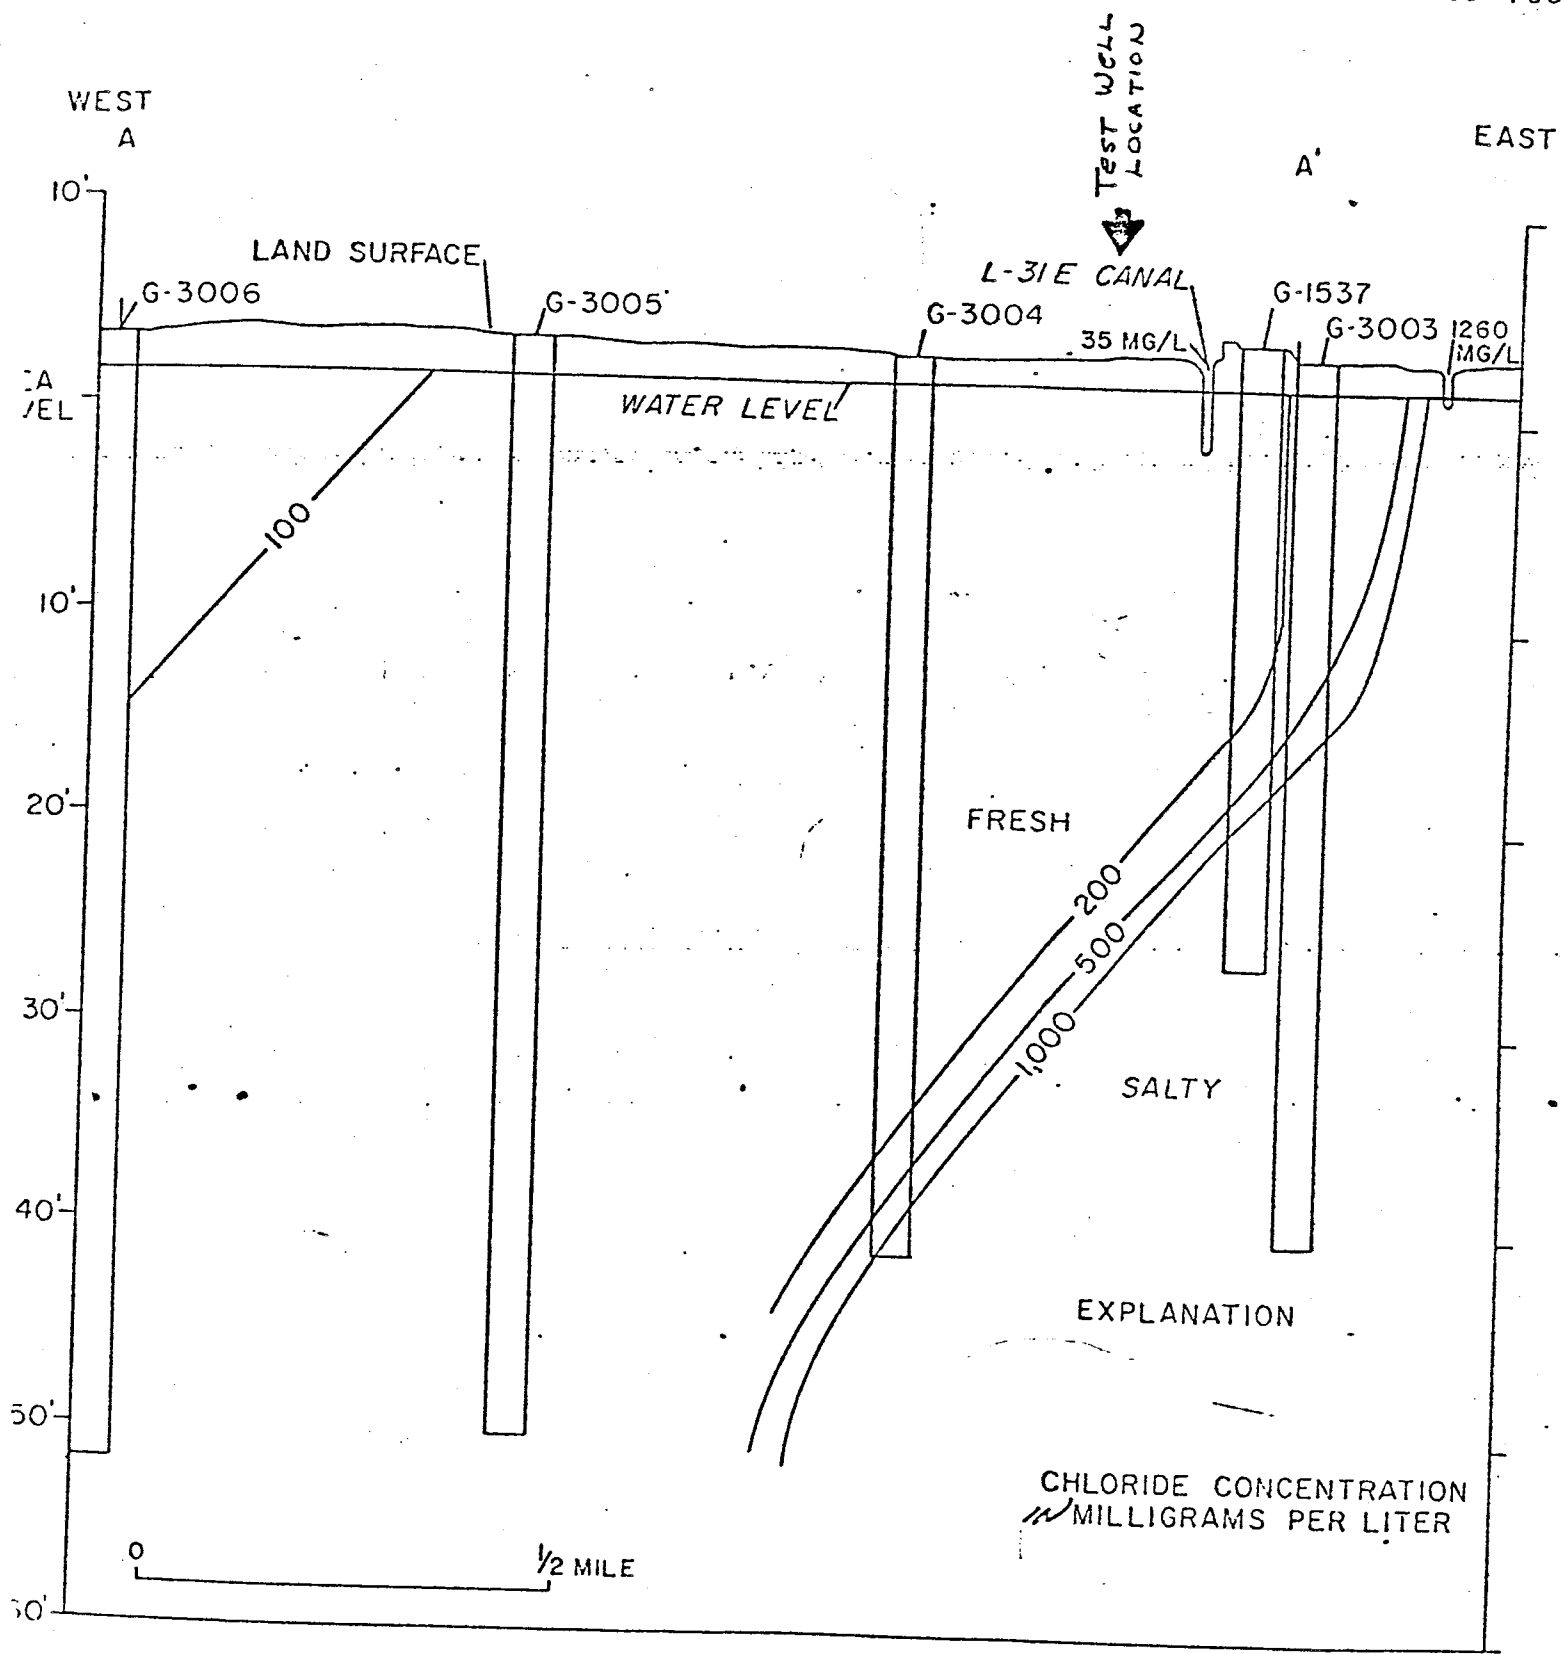 WEST
A
TEST WELL
LOCATION
EAST
A'
10'
LAND SURFACE
L-31E CANAL
G-3006
G-3005
G-3004
G-1537
G-3003
35 MG/L
1260
MG/L
WATER LEVEL
100
10'
20'
FRESH
200
500
30'
1,000
SALTY
40'
EXPLANATION
50'
CHLORIDE CONCENTRATION
IN MILLIGRAMS PER LITER
0
1/2 MILE